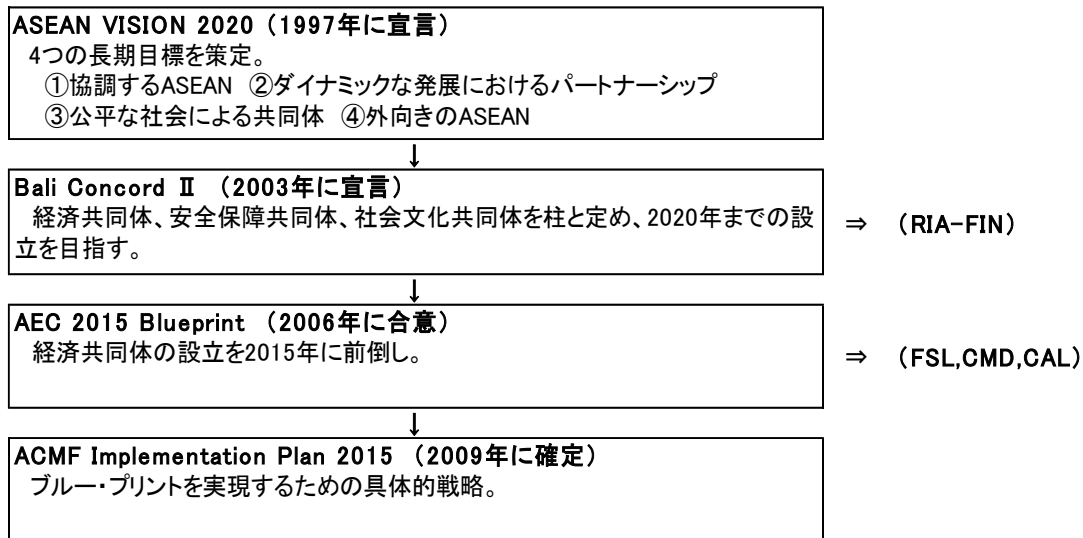 ASEAN VISION 2020 (1997年に宣言)
4つの長期目標を策定。
①協調するASEAN ②ダイナミックな発展におけるパートナーシップ
③公平な社会による共同体 ④外向きのASEAN
↓
Bali Concord Ⅱ (2003年に宣言)
経済共同体、安全保障共同体、社会文化共同体を柱と定め、2020年までの設
立を目指す。
⇒ (RIA-FIN)
↓
AEC 2015 Blueprint (2006年に合意)
経済共同体の設立を2015年に前倒し。
⇒ (FSL,CMD,CAL)
↓
ACMF Implementation Plan 2015 (2009年に確定)
ブルー・プリントを実現するための具体的戦略。